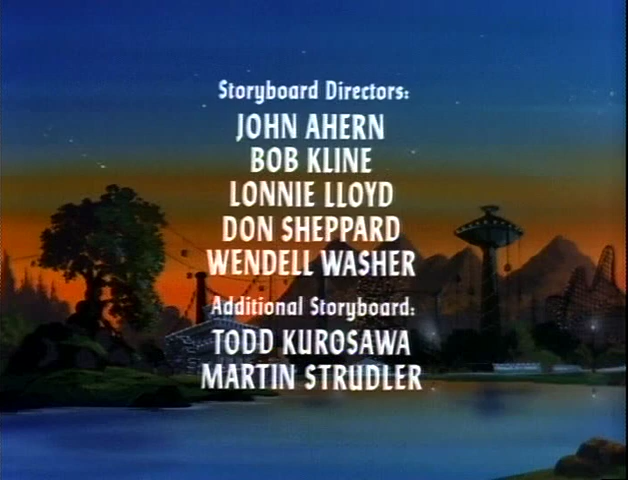 Storyboard Directors:
JOHN AHERN
BOB KLINE
LONNIE LLOYD
DON SHEPPARD
WENDELL WASHER
Additional Storyboard:
TODD KUROSAWA
MARTIN STRUDLER